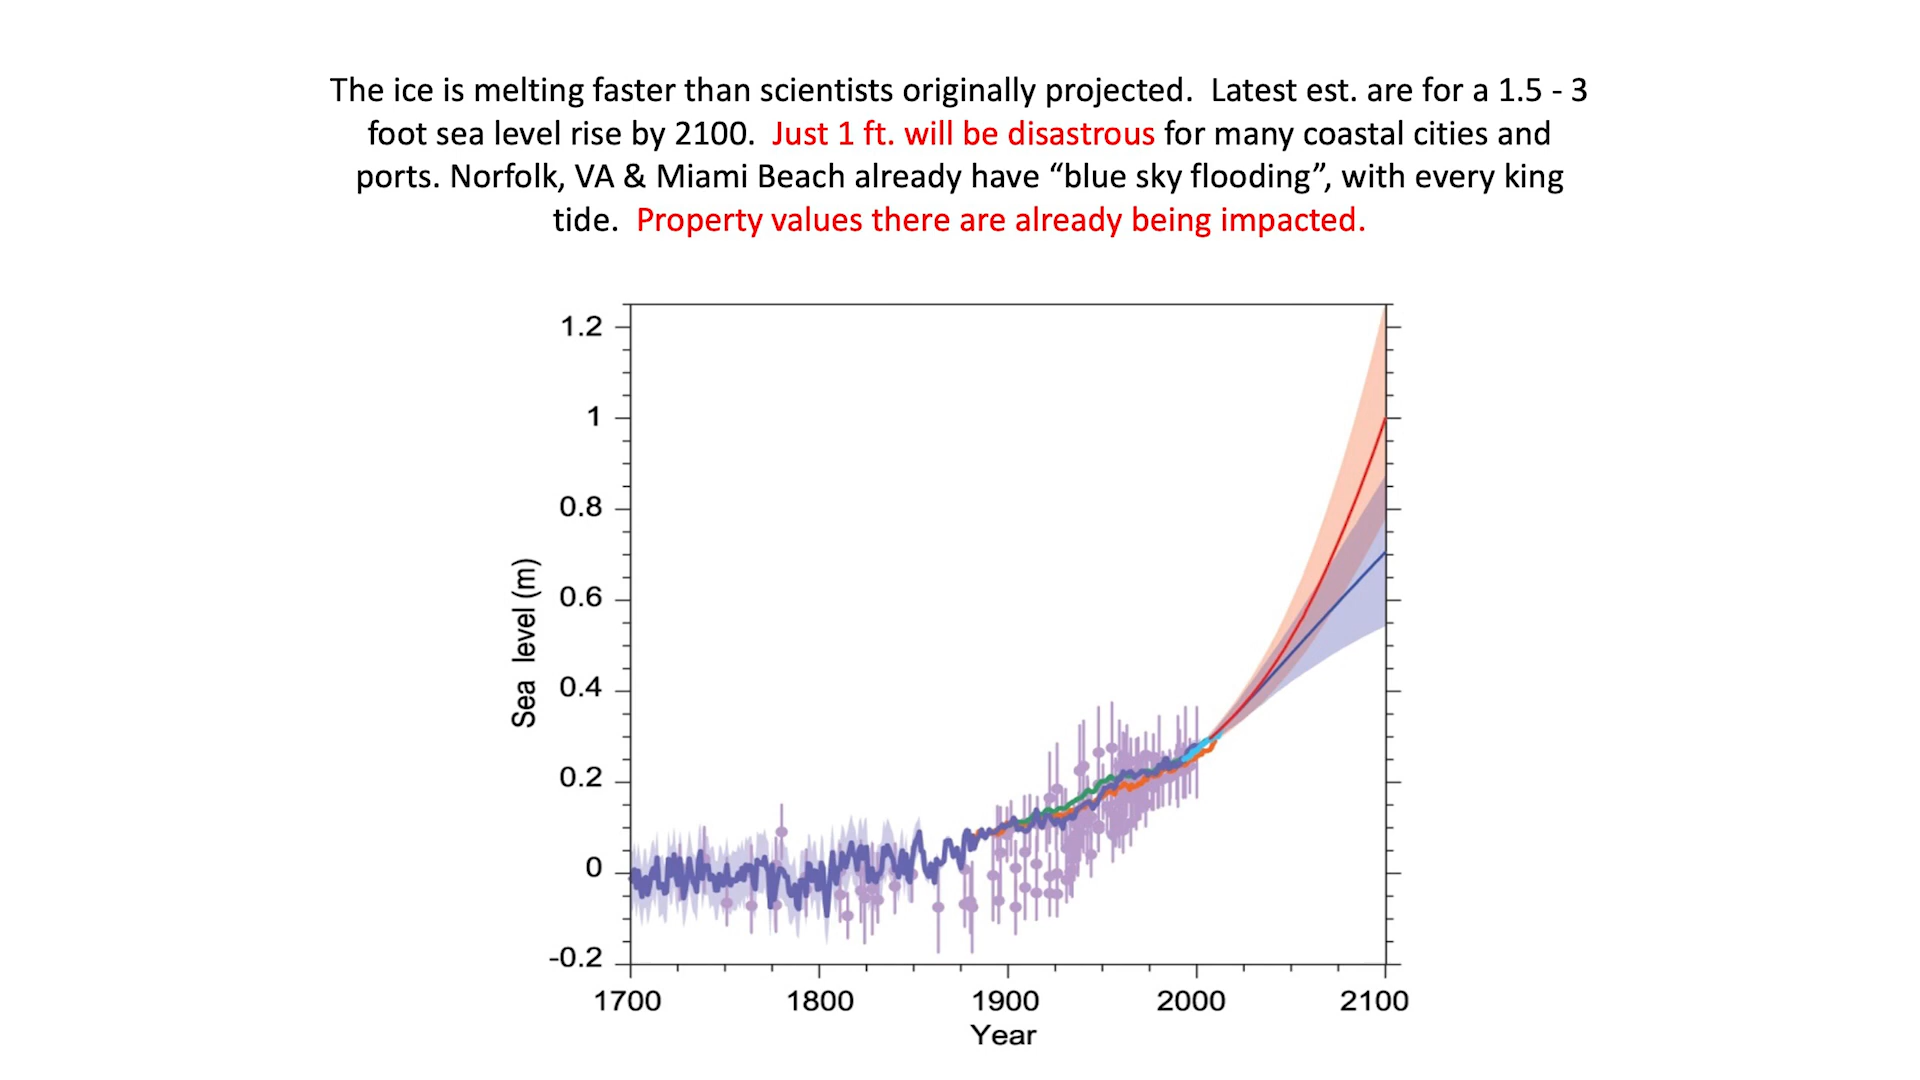 The ice is melting faster than scientists originally projected.  Latest est. are for a 1.5 - 3
foot sea level rise by 2100.  Just 1 ft. will be disastrous for many coastal cities and
ports. Norfolk, VA & Miami Beach already have “blue sky flooding”, with every king
tide.  Property values there are already being impacted.
1.2
1
0.8
0.6
0.4
0.2
0
-0.2
Sea level (m)
1700 1800 1900 2000 2100
Year